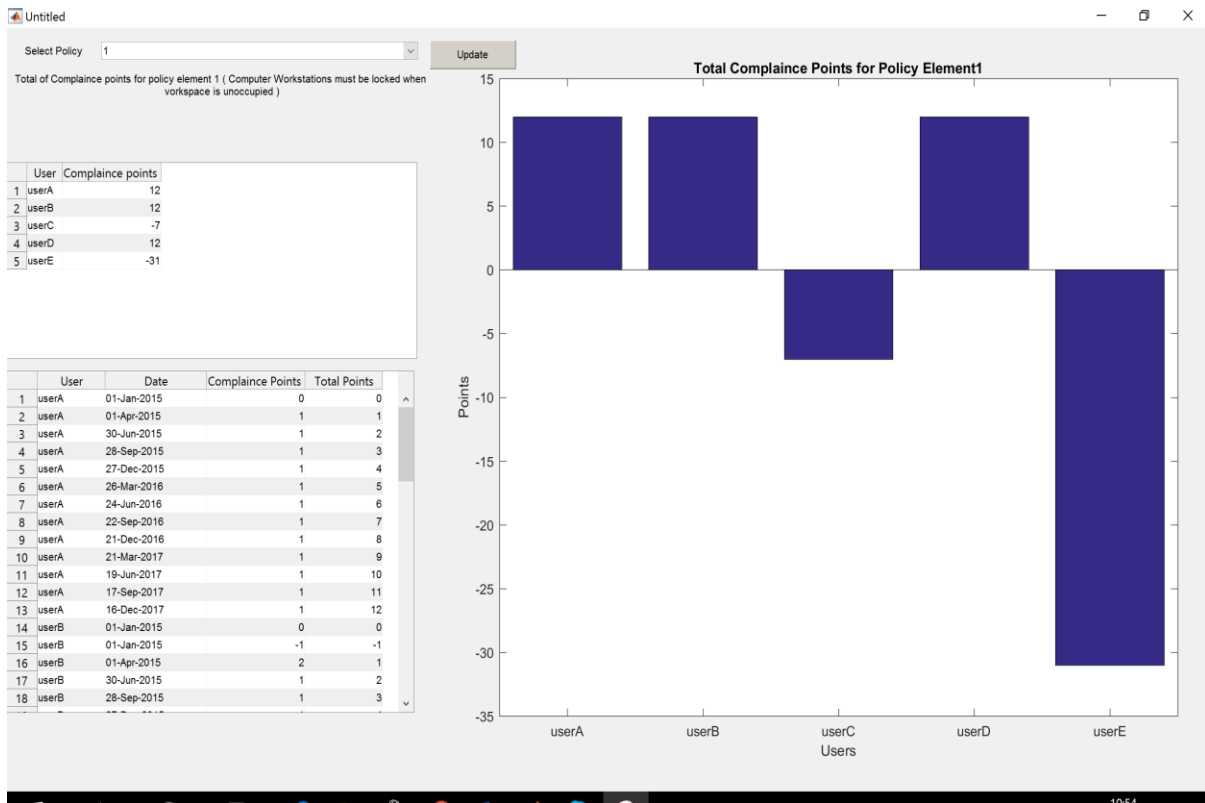 Untitled
Select Policy 1 Update
Total of Complaince points for policy element 1 ( Computer Workstations must be locked when
vorkspace is unoccupied )
User Complaince points
1 userA 12
2 userB 12
3 userC -7
4 userD 12
5 userE -31
User Date Complaince Points Total Points
1 userA 01-Jan-2015 0 0
2 userA 01-Apr-2015 1 1
3 userA 30-Jun-2015 1 2
4 userA 28-Sep-2015 1 3
5 userA 27-Dec-2015 1 4
6 userA 26-Mar-2016 1 5
7 userA 24-Jun-2016 1 6
8 userA 22-Sep-2016 1 7
9 userA 21-Dec-2016 1 8
10 userA 21-Mar-2017 1 9
11 userA 19-Jun-2017 1 10
12 userA 17-Sep-2017 1 11
13 userA 16-Dec-2017 1 12
14 userB 01-Jan-2015 0 0
15 userB 01-Jan-2015 -1 -1
16 userB 01-Apr-2015 2 1
17 userB 30-Jun-2015 1 2
18 userB 28-Sep-2015 1 3
Total Complaince Points for Policy Element1
15
10
5
0
-5
-10
-15
-20
-25
-30
-35
Points
userA userB userC userD userE
Users
10:54